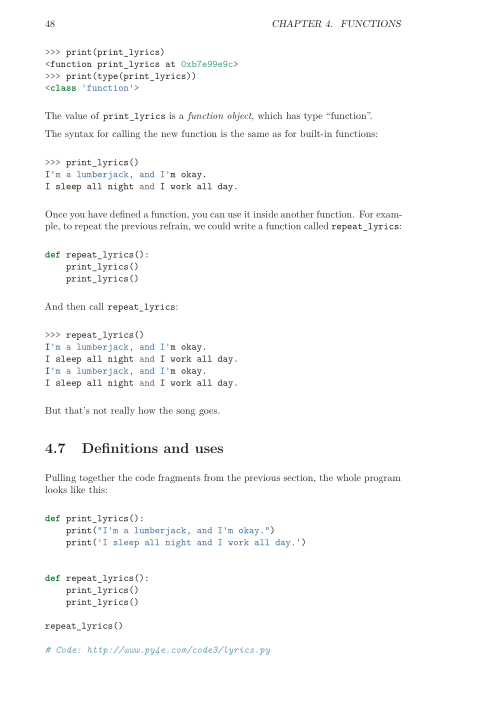 48 CHAPTER 4. FUNCTIONS
>>> print(print_lyrics)
<function print_lyrics at 0xb7e99e9c>
>>> print(type(print_lyrics))
<class 'function'>
The value of print_lyrics is a function object, which has type “function”.
The syntax for calling the new function is the same as for built-in functions:
>>> print_lyrics()
I'm a lumberjack, and I'm okay.
I sleep all night and I work all day.
Once you have defined a function, you can use it inside another function. For exam-
ple, to repeat the previous refrain, we could write a function called repeat_lyrics:
def repeat_lyrics():
    print_lyrics()
    print_lyrics()
And then call repeat_lyrics:
>>> repeat_lyrics()
I'm a lumberjack, and I'm okay.
I sleep all night and I work all day.
I'm a lumberjack, and I'm okay.
I sleep all night and I work all day.
But that’s not really how the song goes.
4.7 Definitions and uses
Pulling together the code fragments from the previous section, the whole program
looks like this:
def print_lyrics():
    print("I'm a lumberjack, and I'm okay.")
    print('I sleep all night and I work all day.')
def repeat_lyrics():
    print_lyrics()
    print_lyrics()
repeat_lyrics()
# Code: http://www.py4e.com/code3/lyrics.py